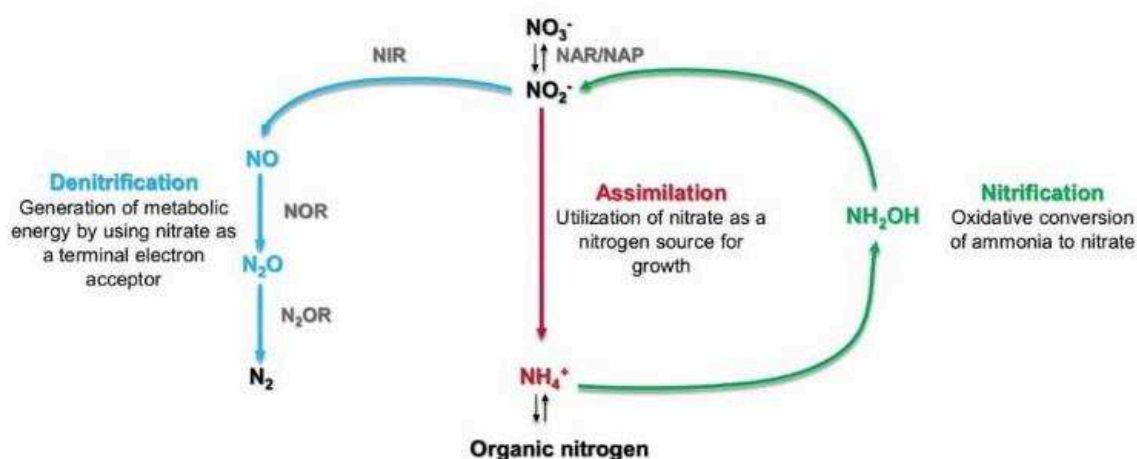 NO₃⁻
NIR
NAR/NAP
NO₂⁻
NO
Denitrification
Generation of metabolic
energy by using nitrate as
a terminal electron
acceptor
NOR
N₂O
N₂OR
N₂
Assimilation
Utilization of nitrate as a
nitrogen source for
growth
NH₄⁺
Organic nitrogen
NH₂OH
Nitrification
Oxidative conversion
of ammonia to nitrate